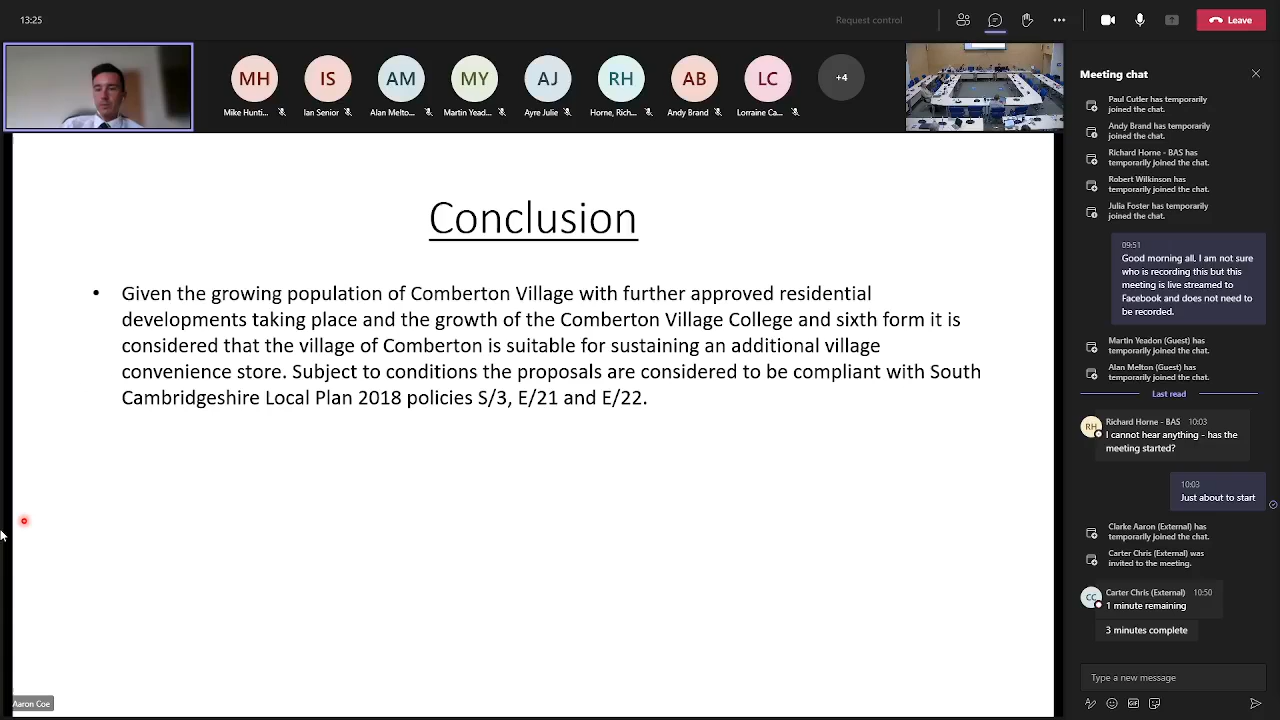 13:25
Request control
Leave
MH
IS
AM
MY
AJ
RH
AB
LC
+4
Mike Hunti...
Ian Senior
Alan Melto...
Martin Yead...
Ayre Julie
Horne, Rich...
Andy Brand
Lorraine Ca...
Conclusion
• Given the growing population of Comberton Village with further approved residential
developments taking place and the growth of the Comberton Village College and sixth form it is
considered that the village of Comberton is suitable for sustaining an additional village
convenience store. Subject to conditions the proposals are considered to be compliant with South
Cambridgeshire Local Plan 2018 policies S/3, E/21 and E/22.
Aaron Coe
Meeting chat
Paul Cutler has temporarily
joined the chat.
Andy Brand has temporarily
joined the chat.
Richard Horne - BAS has
temporarily joined the chat.
Robert Wilkinson has
temporarily joined the chat.
Julia Foster has temporarily
joined the chat.
09:51
Good morning all. I am not sure
who is recording this but this
meeting is live streamed to
Facebook and does not need to
be recorded.
Martin Yeadon (Guest) has
temporarily joined the chat.
Alan Melton (Guest) has
temporarily joined the chat.
Last read
RH
Richard Horne - BAS 10:03
I cannot hear anything - has the
meeting started?
10:03
Just about to start
Clarke Aaron (External) has
temporarily joined the chat.
Carter Chris (External) was
invited to the meeting.
CC
Carter Chris (External) 10:50
1 minute remaining
3 minutes complete
Type a new message